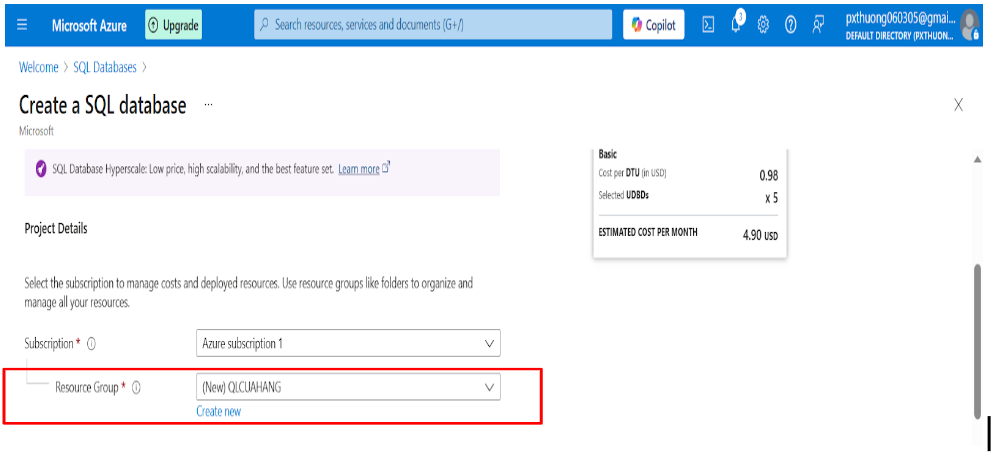 Microsoft Azure
Upgrade
Search resources, services and documents (G+/)
Copilot
3
pxthuong060305@gmai...
DEFAULT DIRECTORY (PXTHUON...
Welcome > SQL Databases >
Create a SQL database ...
Microsoft
SQL Database Hyperscale: Low price, high scalability, and the best feature set. Learn more
Basic
Cost per DTU (in USD) 0.98
Selected UDBDs x 5
ESTIMATED COST PER MONTH 4.90 USD
Project Details
Select the subscription to manage costs and deployed resources. Use resource groups like folders to organize and
manage all your resources.
Subscription * Azure subscription 1
Resource Group * (New) QLCUAHANG
Create new